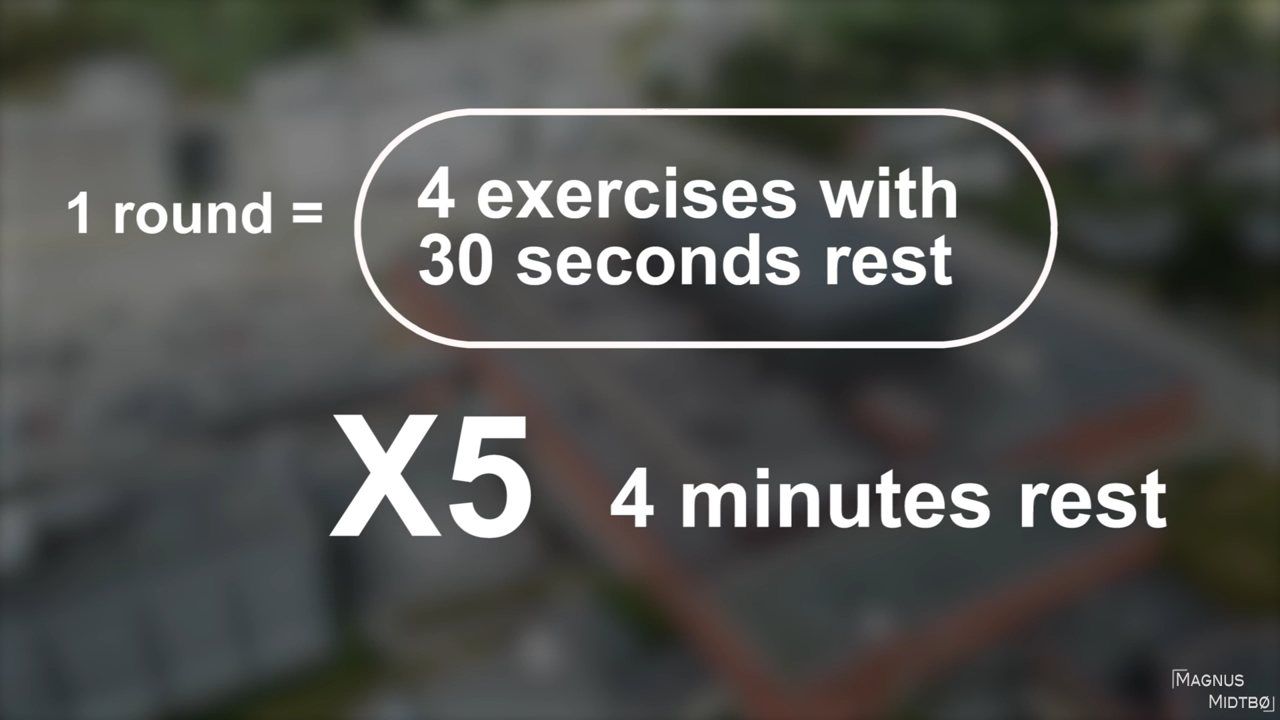 1 round =
4 exercises with
30 seconds rest
X5
4 minutes rest
MAGNUS
MIDTBØ